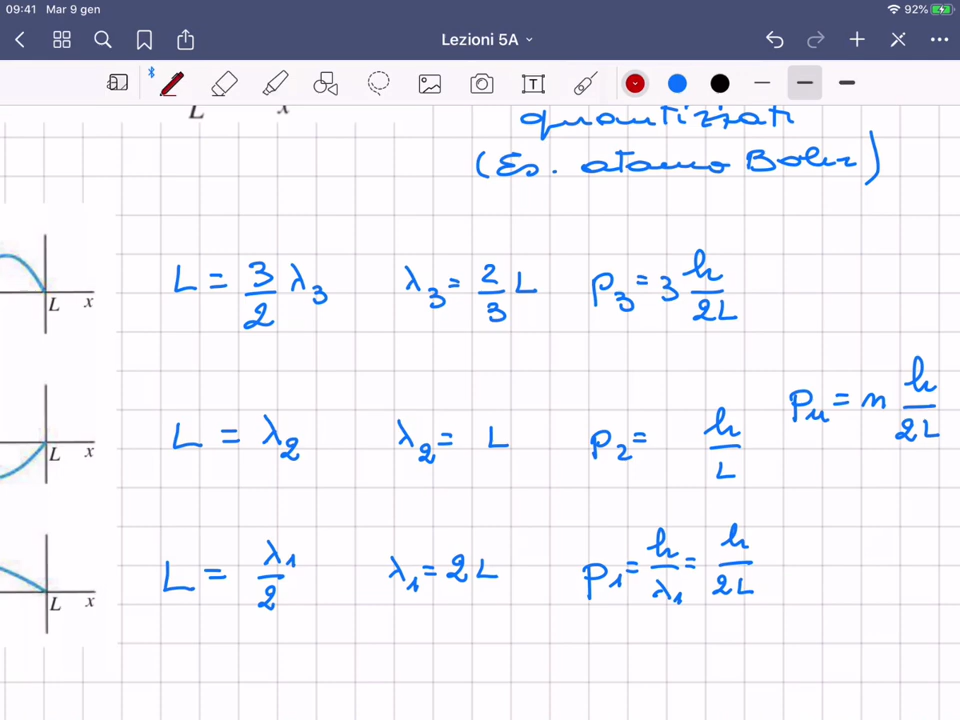 09:41 Mar 9 gen 92%
Lezioni 5A
T
L x
quantizzati
(Es. atomo Bohr)
L x L = 3/2 λ₃ λ₃ = 2/3 L p₃ = 3 h/2L
pₙ = n h/2L
L x L = λ₂ λ₂ = L p₂ = h/L
L x L = λ₁/2 λ₁ = 2L p₁ = h/λ₁ = h/2L